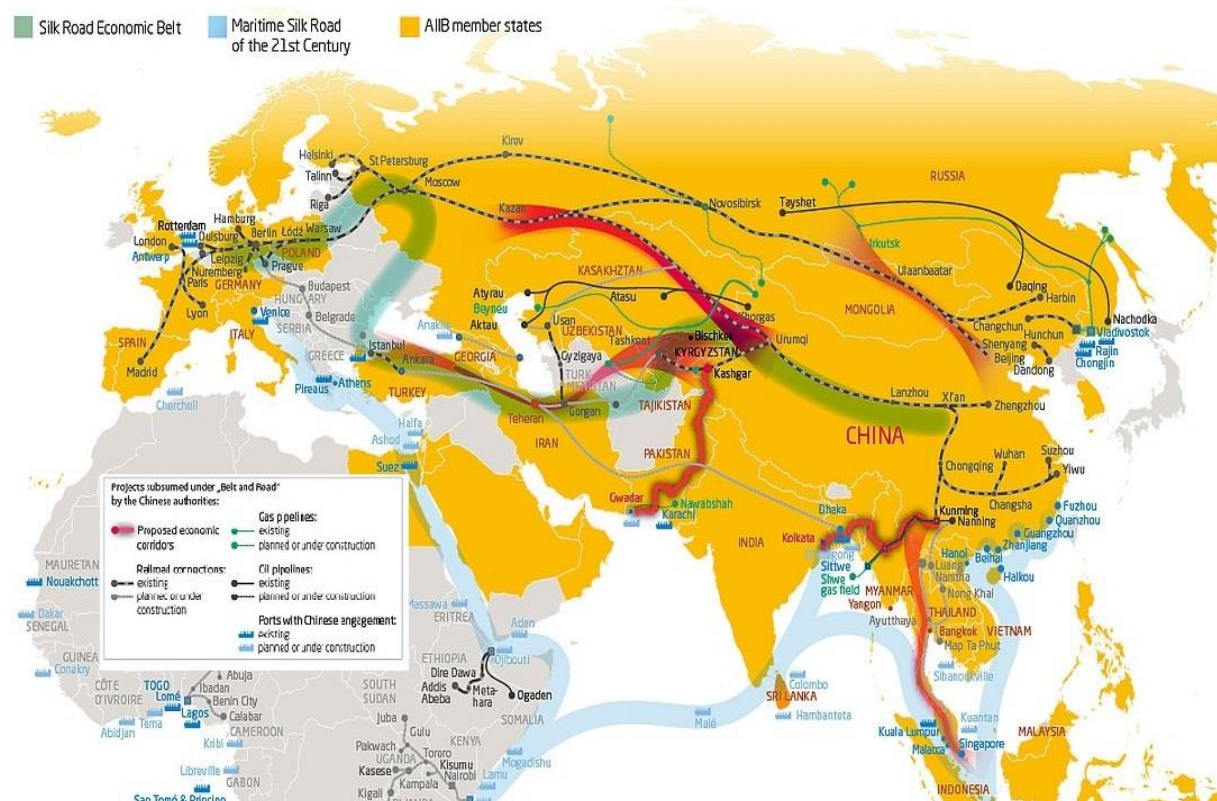 Silk Road Economic Belt
Maritime Silk Road
of the 21st Century
AIIB member states
Helsinki
St Petersburg
Talinn
Riga
Moscow
Kirov
Kazan
Novosibirsk
Tayshet
RUSSIA
Irkutsk
Rotterdam
London
Antwerp
Hamburg
Duisburg
Berlin
Łódź
Warsaw
Leipzig
POLAND
Prague
Nuremberg
GERMANY
Paris
Lyon
Budapest
HUNGARY
Belgrade
SERBIA
Venice
ITALY
SPAIN
Madrid
GREECE
Istanbul
Ankara
TURKEY
GEORGIA
Anaklia
Pireaus
Athens
Cherchell
Haifa
Ashod
Suez
KASAKHZTAN
Atyrau
Beyneu
Aktau
Atasu
Usan
UZBEKISTAN
Tashkent
Gyzlgaya
TURK
MENISTAN
Bischkek
KYRGYZSTAN
Khorgas
Urumqi
Kashgar
TAJIKISTAN
Teheran
Gorgan
IRAN
PAKISTAN
Gwadar
Nawabshah
Karachi
MONGOLIA
Ulaanbaatar
Daqing
Harbin
Changchun
Hunchun
Shenyang
Beijing
Dandong
Nachodka
Vladivostok
Rajin
Chongjin
Lanzhou
Xi'an
Zhengzhou
CHINA
Chongqing
Wuhan
Suzhou
Yiwu
Changsha
Kunming
Nanning
Fuzhou
Quanzhou
Guangzhou
Zhanjiang
Beihai
Haikou
Hanoi
INDIA
Dhaka
Kolkata
Chittagong
Sittwe
Shwe
gas field
MYANMAR
Yangon
Luang
Namtha
Nong Khai
THAILAND
Ayutthaya
Bangkok
Map Ta Phut
VIETNAM
Sihanoukville
SRI LANKA
Colombo
Hambantota
Malé
Kuala Lumpur
Malacca
Kuantan
Singapore
MALAYSIA
INDONESIA
Projects subsumed under „Belt and Road"
by the Chinese authorities:
Proposed economic
corridors
Gas pipelines:
existing
planned or under construction
Railroad connections:
existing
planned or under
construction
Oil pipelines:
existing
planned or under construction
Ports with Chinese engagement:
existing
planned or under construction
Nouakchott
Dakar
SENEGAL
Conakry
CÔTE
D'IVOIRE
Abidjan
Tema
TOGO
Lomé
Lagos
Ibadan
Abuja
Benin City
Calabar
CAMEROON
Kribi
Libreville
GABON
Massawa
ERITREA
Aden
Djibouti
ETHIOPIA
Dire Dawa
Addis
Abeba
Meta-
hara
Ogaden
SOMALIA
SOUTH
SUDAN
Juba
Gulu
Pakwach
UGANDA
Tororo
Kasese
Kampala
KENYA
Kisumu
Nairobi
Lamu
Mogadishu